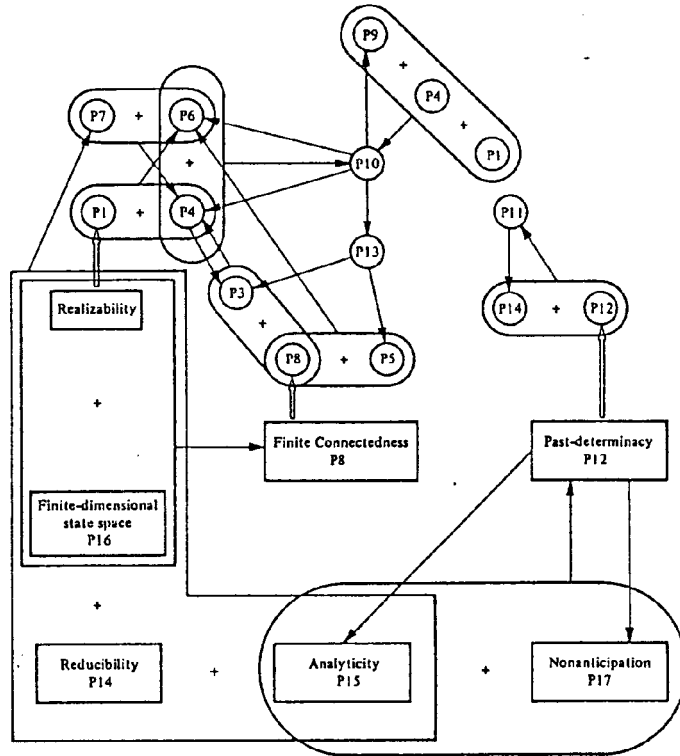 P9
+
P4
+
P1
P7 + P6
+
P10
P1 + P4
P11
P13
P3
+
P14 + P12
P8 + P5
Realizability
+
Finite-dimensional
state space
P16
Finite Connectedness
P8
Past-determinacy
P12
+
Reducibility
P14
+
Analyticity
P15
+
Nonanticipation
P17